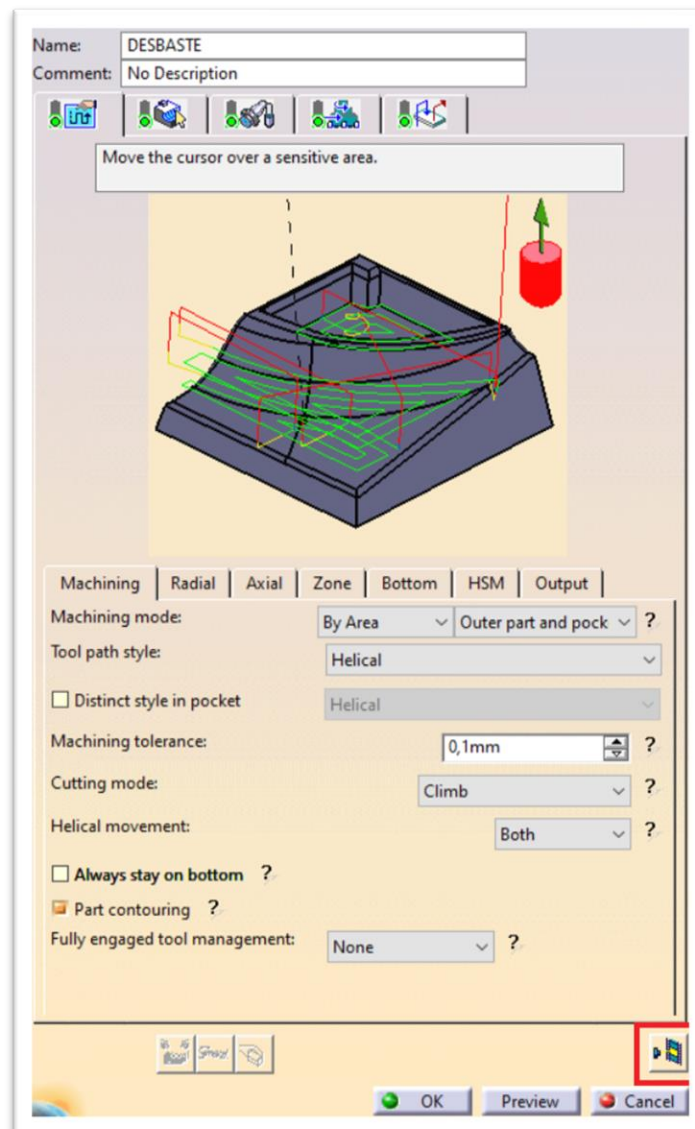 Name: DESBASTE
Comment: No Description
Move the cursor over a sensitive area.
Machining Radial Axial Zone Bottom HSM Output
Machining mode: By Area Outer part and pock ?
Tool path style: Helical
Distinct style in pocket Helical
Machining tolerance: 0,1mm ?
Cutting mode: Climb ?
Helical movement: Both ?
Always stay on bottom ?
Part contouring ?
Fully engaged tool management: None ?
OK Preview Cancel